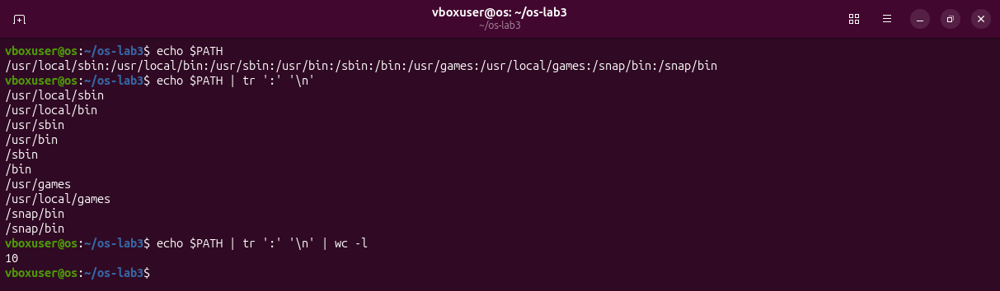 vboxuser@os: ~/os-lab3
~/os-lab3
vboxuser@os:~/os-lab3$ echo $PATH
/usr/local/sbin:/usr/local/bin:/usr/sbin:/usr/bin:/sbin:/bin:/usr/games:/usr/local/games:/snap/bin:/snap/bin
vboxuser@os:~/os-lab3$ echo $PATH | tr ':' '\n'
/usr/local/sbin
/usr/local/bin
/usr/sbin
/usr/bin
/sbin
/bin
/usr/games
/usr/local/games
/snap/bin
/snap/bin
vboxuser@os:~/os-lab3$ echo $PATH | tr ':' '\n' | wc -l
10
vboxuser@os:~/os-lab3$